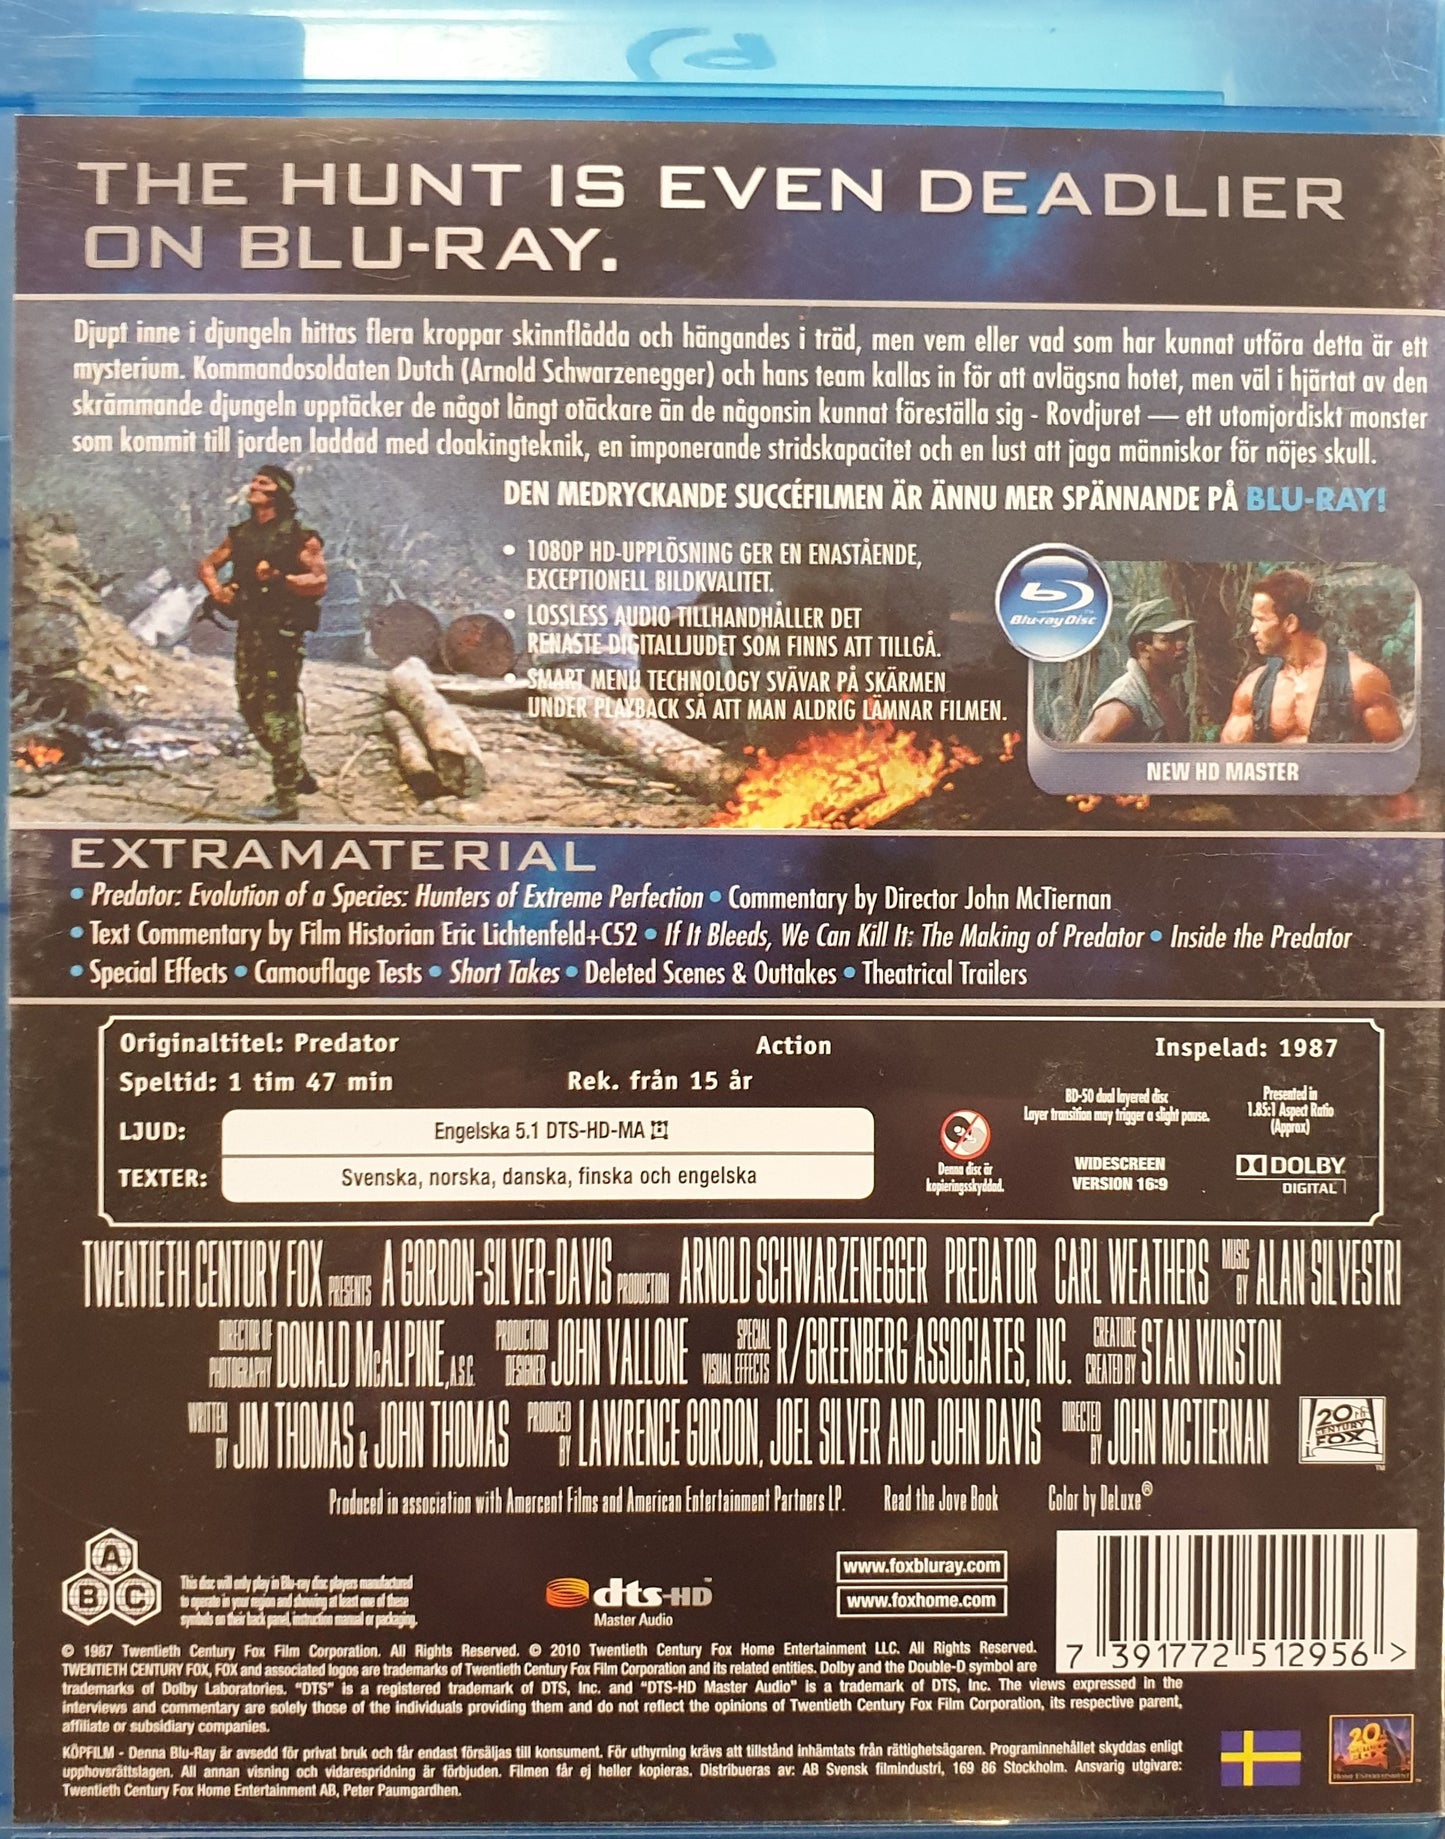 THE HUNT IS EVEN DEADLIER
ON BLU-RAY.
Djupt inne i djungeln hittas flera kroppar skinnflådda och hängandes i träd, men vem eller vad som har kunnat utföra detta är ett
mysterium. Kommandosoldaten Dutch (Arnold Schwarzenegger) och hans team kallas in för att avlägsna hotet, men väl i hjärtat av den
skrämmande djungeln upptäcker de något långt otäckare än de någonsin kunnat föreställa sig - Rovdjuret — ett utomjordiskt monster
som kommit till jorden laddad med cloakingteknik, en imponerande stridskapacitet och en lust att jaga människor för nöjes skull.
DEN MEDRYCKANDE SUCCÉFILMEN ÄR ÄNNU MER SPÄNNANDE PÅ BLU-RAY!
• 1080P HD-UPPLÖSNING GER EN ENASTÅENDE,
EXCEPTIONELL BILDKVALITET.
• LOSSLESS AUDIO TILLHANDHÅLLER DET
RENASTE DIGITALLJUDET SOM FINNS ATT TILLGÅ.
• SMART MENU TECHNOLOGY SVÄVAR PÅ SKÄRMEN
UNDER PLAYBACK SÅ ATT MAN ALDRIG LÄMNAR FILMEN.
Blu-ray Disc
NEW HD MASTER
EXTRAMATERIAL
• Predator: Evolution of a Species: Hunters of Extreme Perfection • Commentary by Director John McTiernan
• Text Commentary by Film Historian Eric Lichtenfeld+C52 • If It Bleeds, We Can Kill It: The Making of Predator • Inside the Predator
• Special Effects • Camouflage Tests • Short Takes • Deleted Scenes & Outtakes • Theatrical Trailers
Originaltitel: Predator Action Inspelad: 1987
Speltid: 1 tim 47 min Rek. från 15 år
LJUD: Engelska 5.1 DTS-HD-MA
TEXTER: Svenska, norska, danska, finska och engelska
Denna disc är
kopieringsskyddad.
BD-50 dual layered disc
Layer transition may trigger a slight pause.
WIDESCREEN
VERSION 16:9
Presented in
1.85:1 Aspect Ratio
(Approx)
DOLBY
DIGITAL
TWENTIETH CENTURY FOX PRESENTS A GORDON-SILVER-DAVIS PRODUCTION ARNOLD SCHWARZENEGGER PREDATOR CARL WEATHERS MUSIC BY ALAN SILVESTRI
DIRECTOR OF PHOTOGRAPHY DONALD McALPINE, A.S.C. PRODUCTION DESIGNER JOHN VALLONE SPECIAL VISUAL EFFECTS R/GREENBERG ASSOCIATES, INC. CREATURE CREATED BY STAN WINSTON
WRITTEN BY JIM THOMAS & JOHN THOMAS PRODUCED BY LAWRENCE GORDON, JOEL SILVER AND JOHN DAVIS DIRECTED BY JOHN MCTIERNAN
20th CENTURY FOX
TM
Produced in association with Amercent Films and American Entertainment Partners L.P. Read the Jove Book Color by DeLuxe®
A
B C
This disc will only play in Blu-ray disc players manufactured
to operate in your region and showing at least one of these
symbols on their back panel, instruction manual or packaging.
dts-HD
Master Audio
www.foxbluray.com
www.foxhome.com
7 391772 512956 >
© 1987 Twentieth Century Fox Film Corporation. All Rights Reserved. © 2010 Twentieth Century Fox Home Entertainment LLC. All Rights Reserved.
TWENTIETH CENTURY FOX, FOX and associated logos are trademarks of Twentieth Century Fox Film Corporation and its related entities. Dolby and the Double-D symbol are
trademarks of Dolby Laboratories. "DTS" is a registered trademark of DTS, Inc. and "DTS-HD Master Audio" is a trademark of DTS, Inc. The views expressed in the
interviews and commentary are solely those of the individuals providing them and do not reflect the opinions of Twentieth Century Fox Film Corporation, its respective parent,
affiliate or subsidiary companies.
KÖPFILM - Denna Blu-Ray är avsedd för privat bruk och får endast försäljas till konsument. För uthyrning krävs att tillstånd inhämtats från rättighetsägaren. Programinnehållet skyddas enligt
upphovsrättslagen. All annan visning och vidarespridning är förbjuden. Filmen får ej heller kopieras. Distribueras av: AB Svensk filmindustri, 169 86 Stockholm. Ansvarig utgivare:
Twentieth Century Fox Home Entertainment AB, Peter Paumgardhen.
20th CENTURY FOX
HOME ENTERTAINMENT